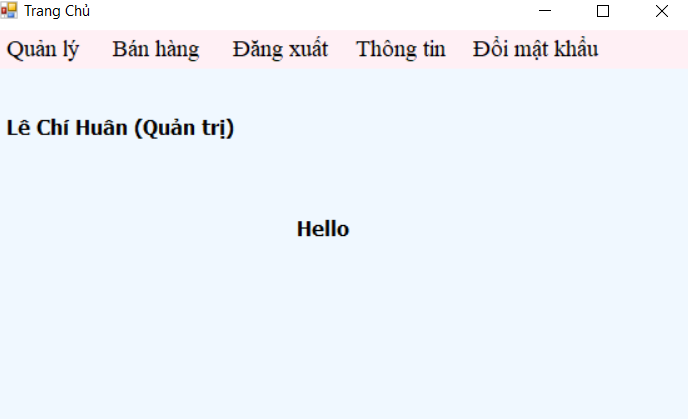 Trang Chủ
Quản lý Bán hàng Đăng xuất Thông tin Đổi mật khẩu
Lê Chí Huân (Quản trị)
Hello